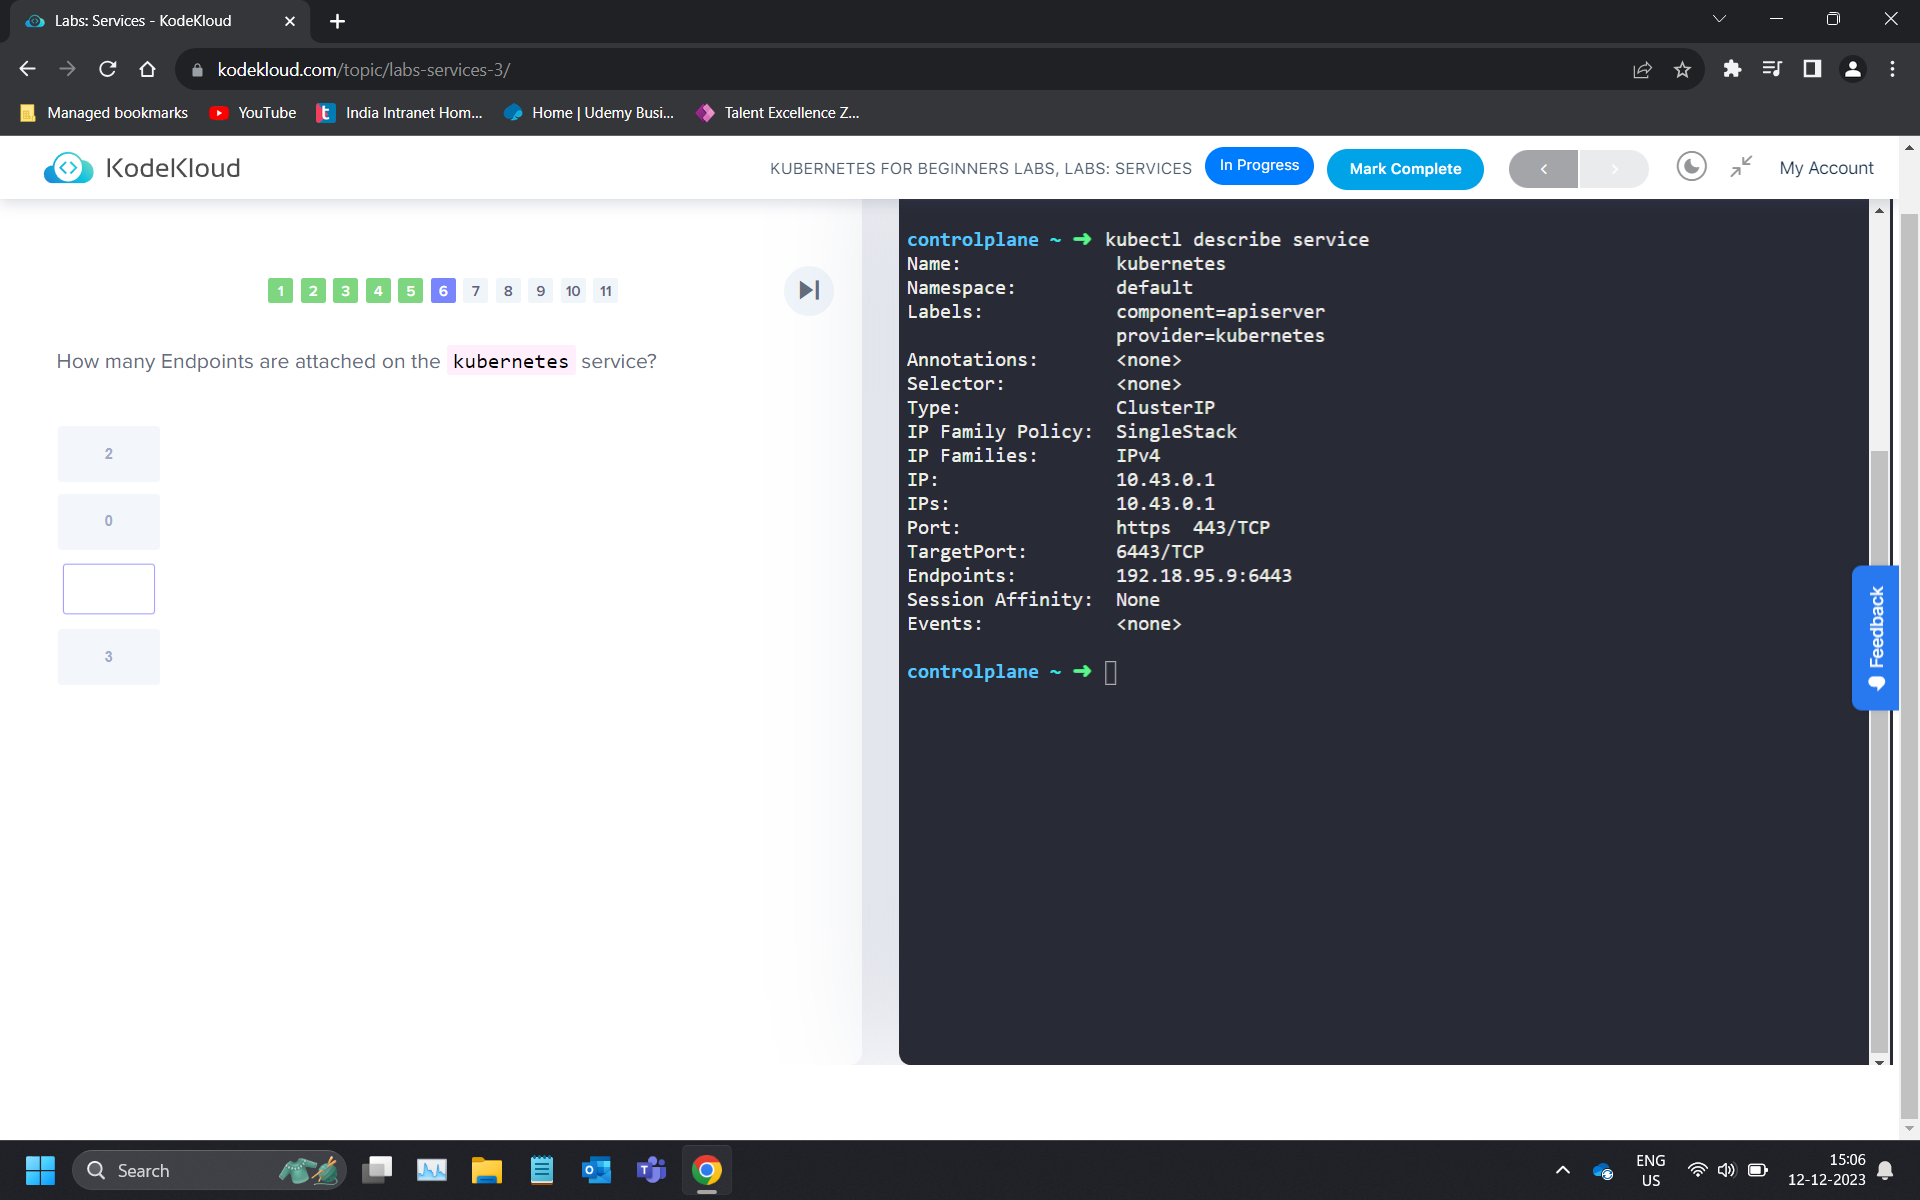 Labs: Services - KodeKloud
kodekloud.com/topic/labs-services-3/
Managed bookmarks
YouTube
India Intranet Hom...
Home | Udemy Busi...
Talent Excellence Z...
KodeKloud
KUBERNETES FOR BEGINNERS LABS, LABS: SERVICES
In Progress
Mark Complete
My Account
1 2 3 4 5 6 7 8 9 10 11
How many Endpoints are attached on the kubernetes service?
2
0
3
controlplane ~ ➜ kubectl describe service
Name: kubernetes
Namespace: default
Labels: component=apiserver
provider=kubernetes
Annotations: <none>
Selector: <none>
Type: ClusterIP
IP Family Policy: SingleStack
IP Families: IPv4
IP: 10.43.0.1
IPs: 10.43.0.1
Port: https 443/TCP
TargetPort: 6443/TCP
Endpoints: 192.18.95.9:6443
Session Affinity: None
Events: <none>
controlplane ~ ➜
Feedback
Search
ENG
US
15:06
12-12-2023